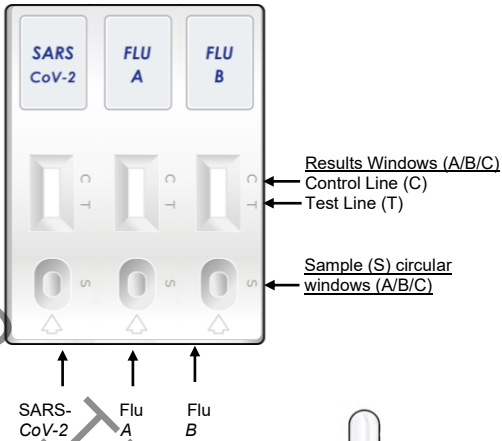 SARS FLU FLU
CoV-2 A B
C C C
T T T
Results Windows (A/B/C)
Control Line (C)
Test Line (T)
S S S
Sample (S) circular
windows (A/B/C)
SARS- Flu Flu
CoV-2 A B